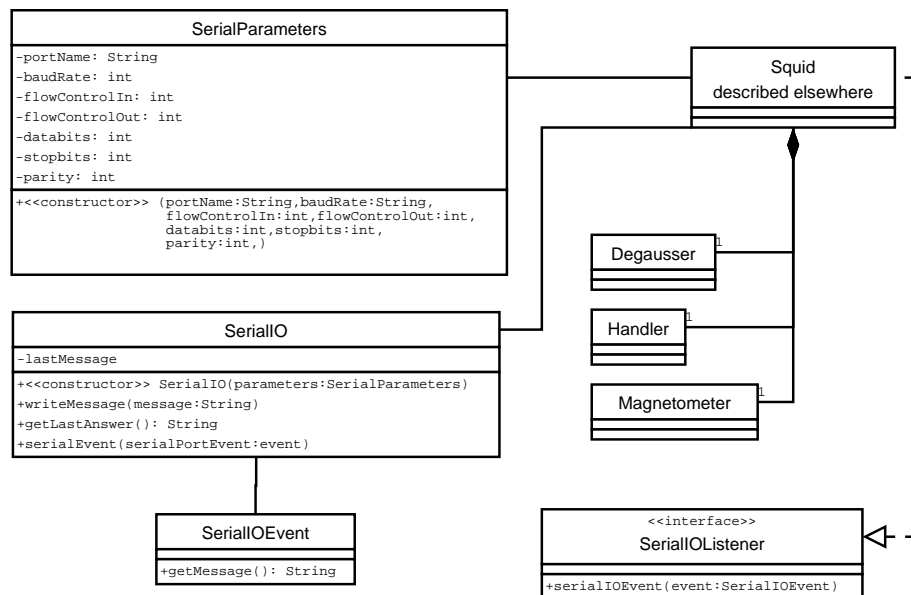 SerialParameters
-portName: String
-baudRate: int
-flowControlIn: int
-flowControlOut: int
-databits: int
-stopbits: int
-parity: int
+<<constructor>> (portName:String,baudRate:String,
flowControlIn:int,flowControlOut:int,
databits:int,stopbits:int,
parity:int,)
Squid
described elsewhere
1
Degausser
1
Handler
1
Magnetometer
SerialIO
-lastMessage
+<<constructor>> SerialIO(parameters:SerialParameters)
+writeMessage(message:String)
+getLastAnswer(): String
+serialEvent(serialPortEvent:event)
SerialIOEvent
+getMessage(): String
<<interface>>
SerialIOListener
+serialIOEvent(event:SerialIOEvent)